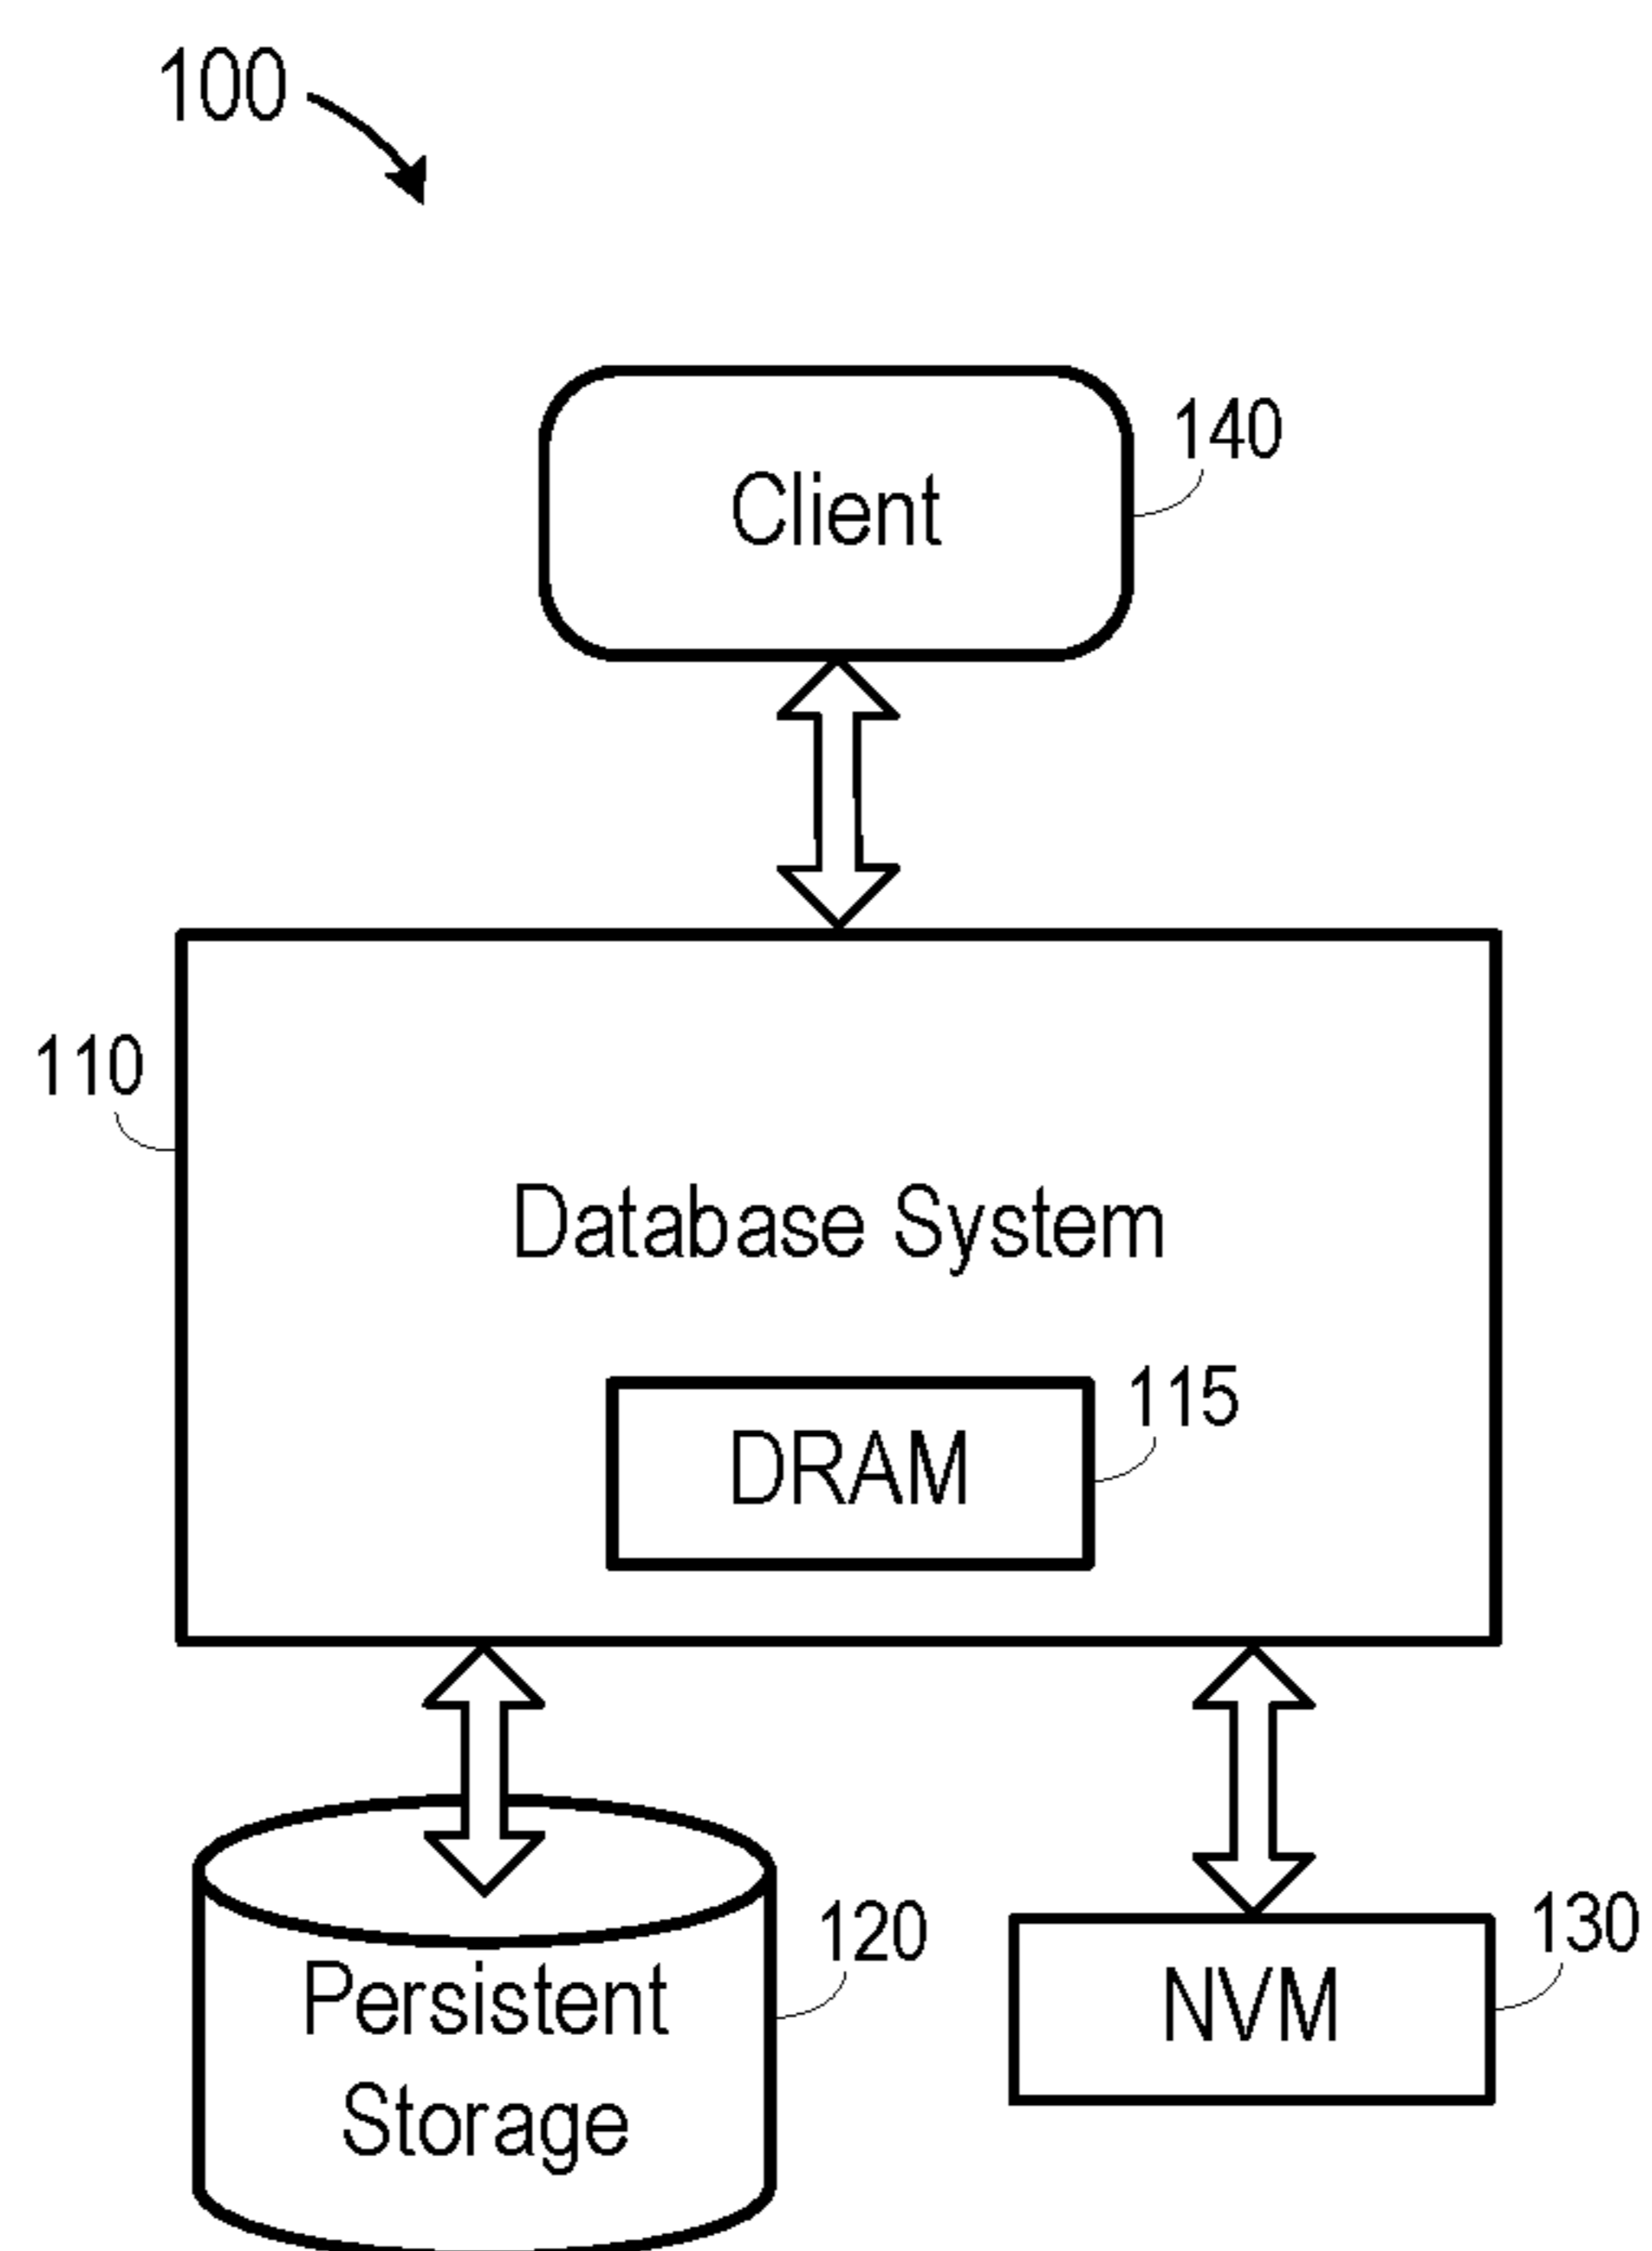 100
140
Client
110
Database System
115
DRAM
120
130
Persistent
NVM
Storage